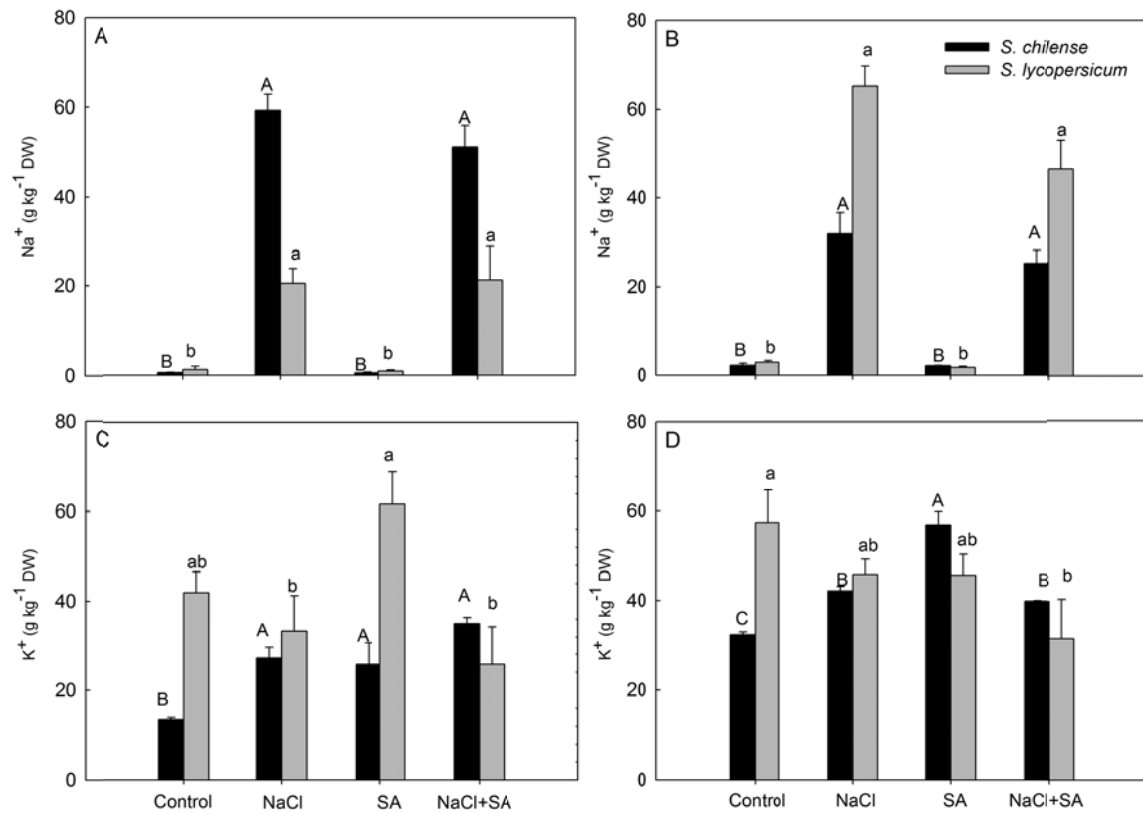 A
Na⁺ (g kg⁻¹ DW)
80
60
40
20
0
B
b
A
a
B
b
A
a
B
Na⁺ (g kg⁻¹ DW)
80
60
40
20
0
S. chilense
S. lycopersicum
B
b
A
a
B
b
A
a
C
K⁺ (g kg⁻¹ DW)
80
60
40
20
0
B
ab
A
b
A
a
A
b
Control NaCl SA NaCl+SA
D
K⁺ (g kg⁻¹ DW)
80
60
40
20
0
C
a
B
ab
A
ab
B
b
Control NaCl SA NaCl+SA